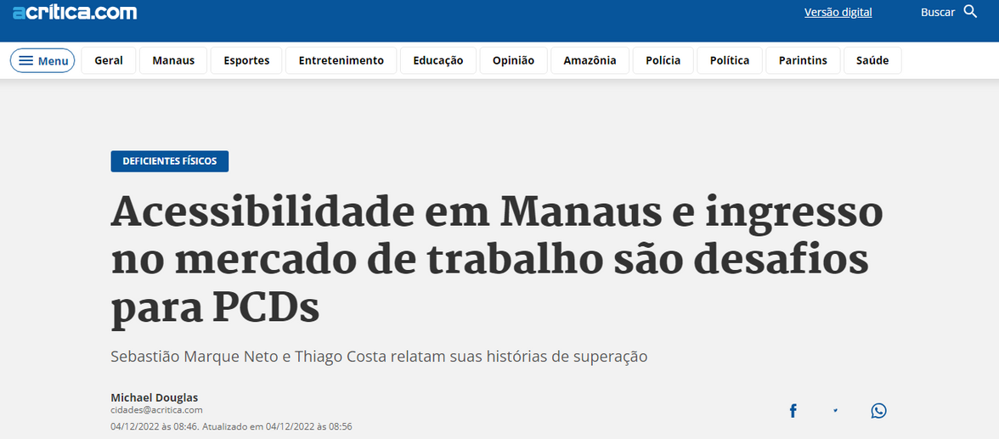 acrítica.com
Versão digital
Buscar
Menu
Geral
Manaus
Esportes
Entretenimento
Educação
Opinião
Amazônia
Polícia
Política
Parintins
Saúde
DEFICIENTES FÍSICOS
Acessibilidade em Manaus e ingresso
no mercado de trabalho são desafios
para PCDs
Sebastião Marque Neto e Thiago Costa relatam suas histórias de superação
Michael Douglas
cidades@acritica.com
04/12/2022 às 08:46. Atualizado em 04/12/2022 às 08:56